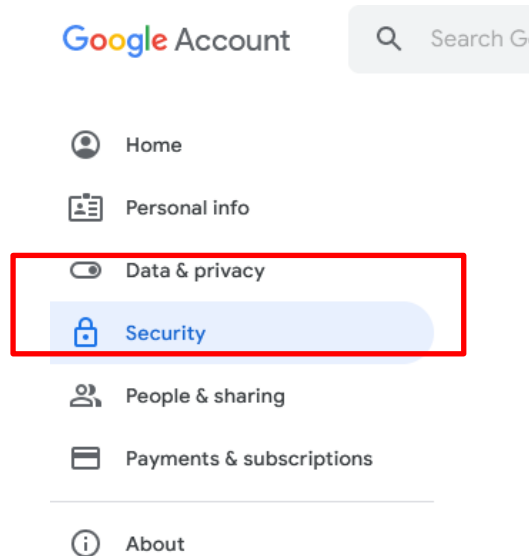 Google Account
Search G
Home
Personal info
Data & privacy
Security
People & sharing
Payments & subscriptions
About